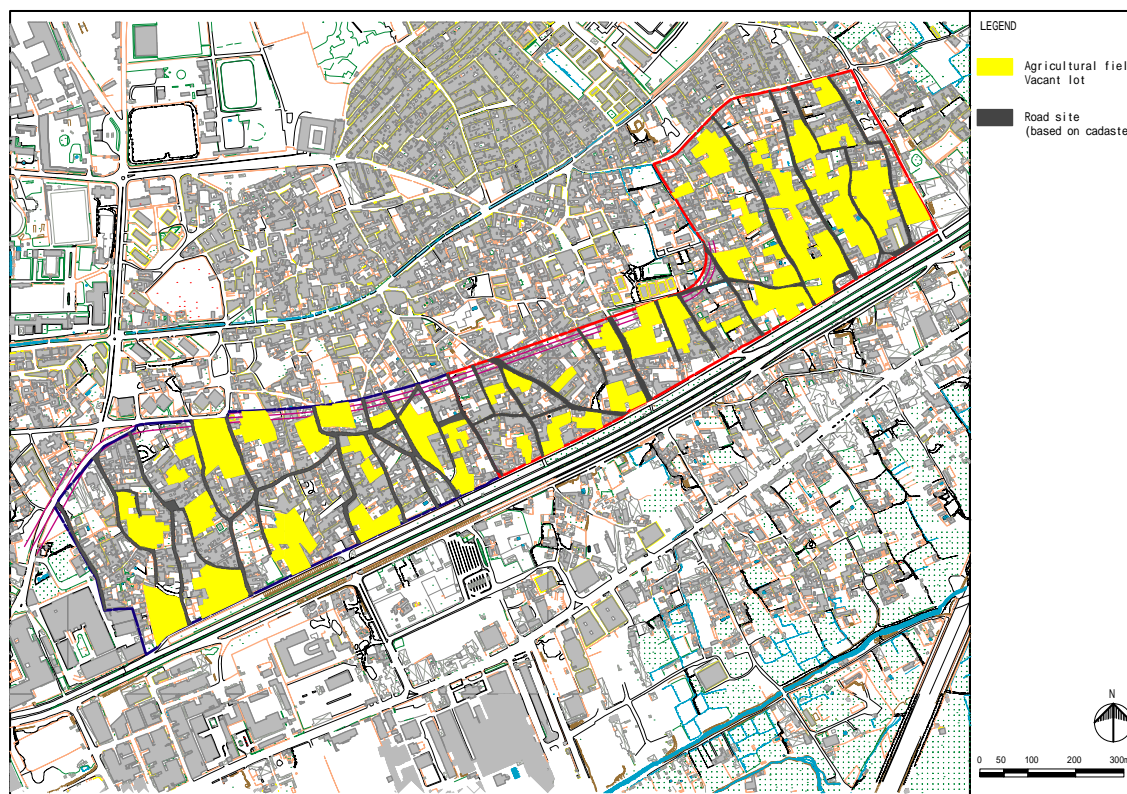 LEGEND
Agricultural fiel
Vacant lot
Road site
(based on cadaste
N
0 50 100 200 300m